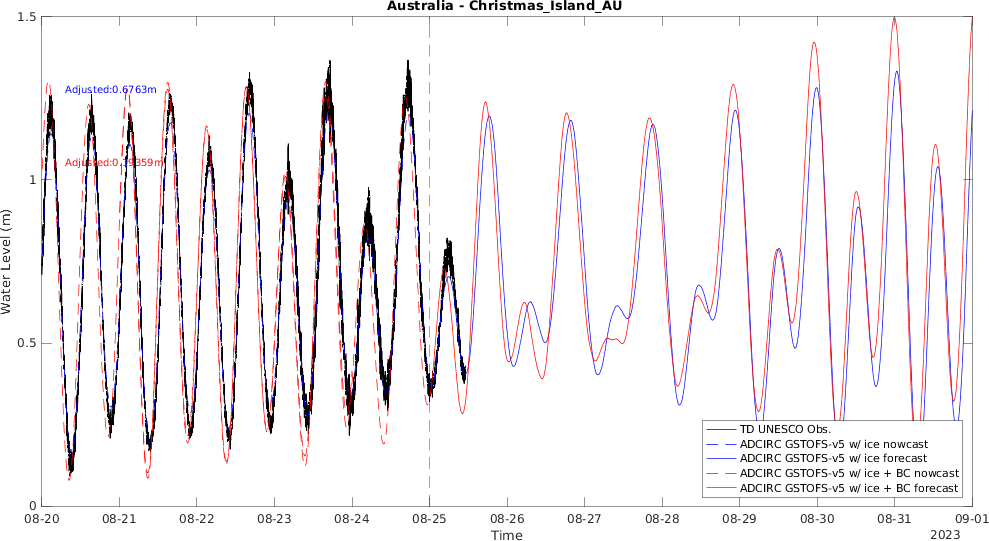 Australia - Christmas_Island_AU
1.5
Adjusted:0.6763m
Adjusted:0.39359m
1
Water Level (m)
0.5
0
TD UNESCO Obs.
ADCIRC GSTOFS-v5 w/ ice nowcast
ADCIRC GSTOFS-v5 w/ ice forecast
ADCIRC GSTOFS-v5 w/ ice + BC nowcast
ADCIRC GSTOFS-v5 w/ ice + BC forecast
08-20 08-21 08-22 08-23 08-24 08-25 08-26 08-27 08-28 08-29 08-30 08-31 09-01
Time
2023